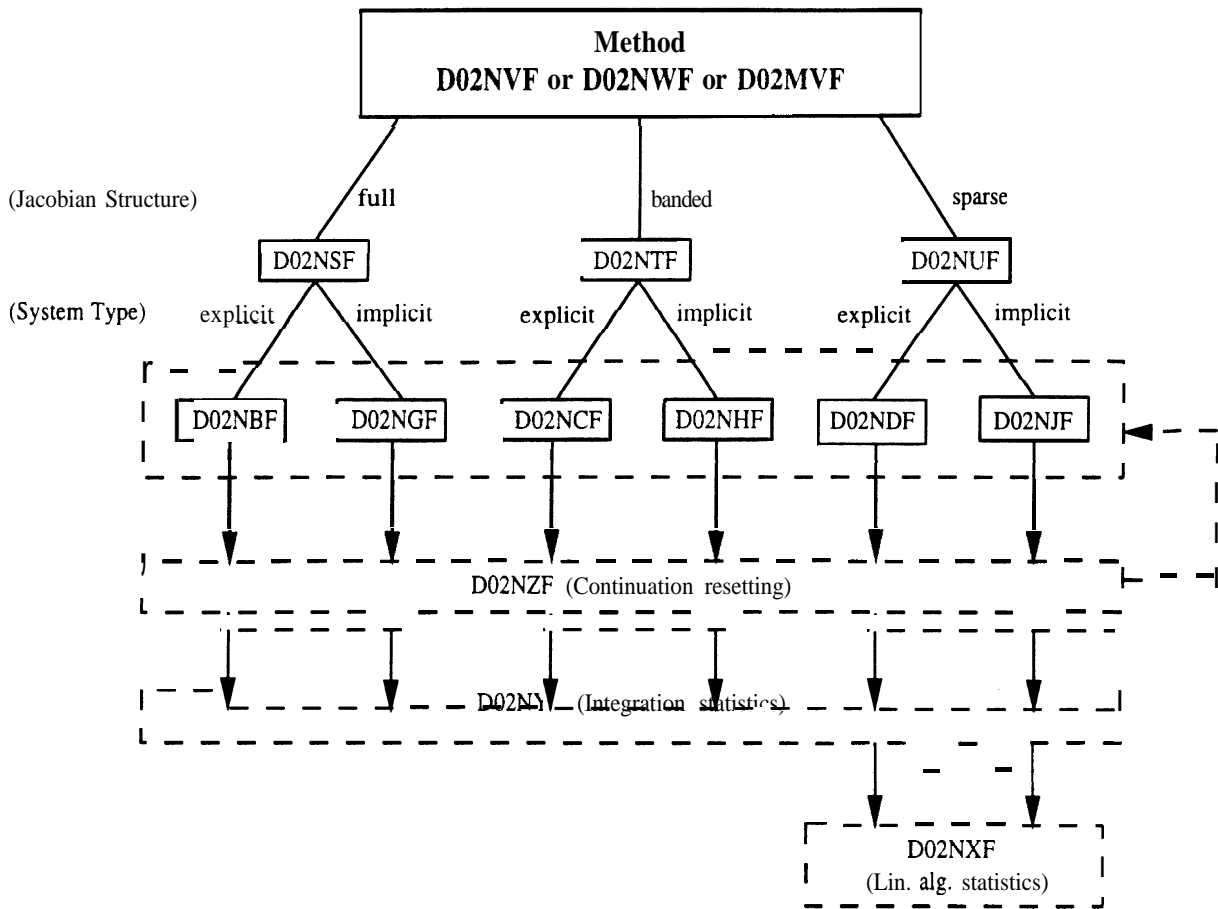 Method
D02NVF or D02NWF or D02MVF
(Jacobian Structure) full banded sparse
D02NSF D02NTF D02NUF
(System Type) explicit implicit explicit implicit explicit implicit
D02NBF D02NGF D02NCF D02NHF D02NDF D02NJF
D02NZF (Continuation resetting)
(Integration statistics)
D02NXF
(Lin. alg. statistics)